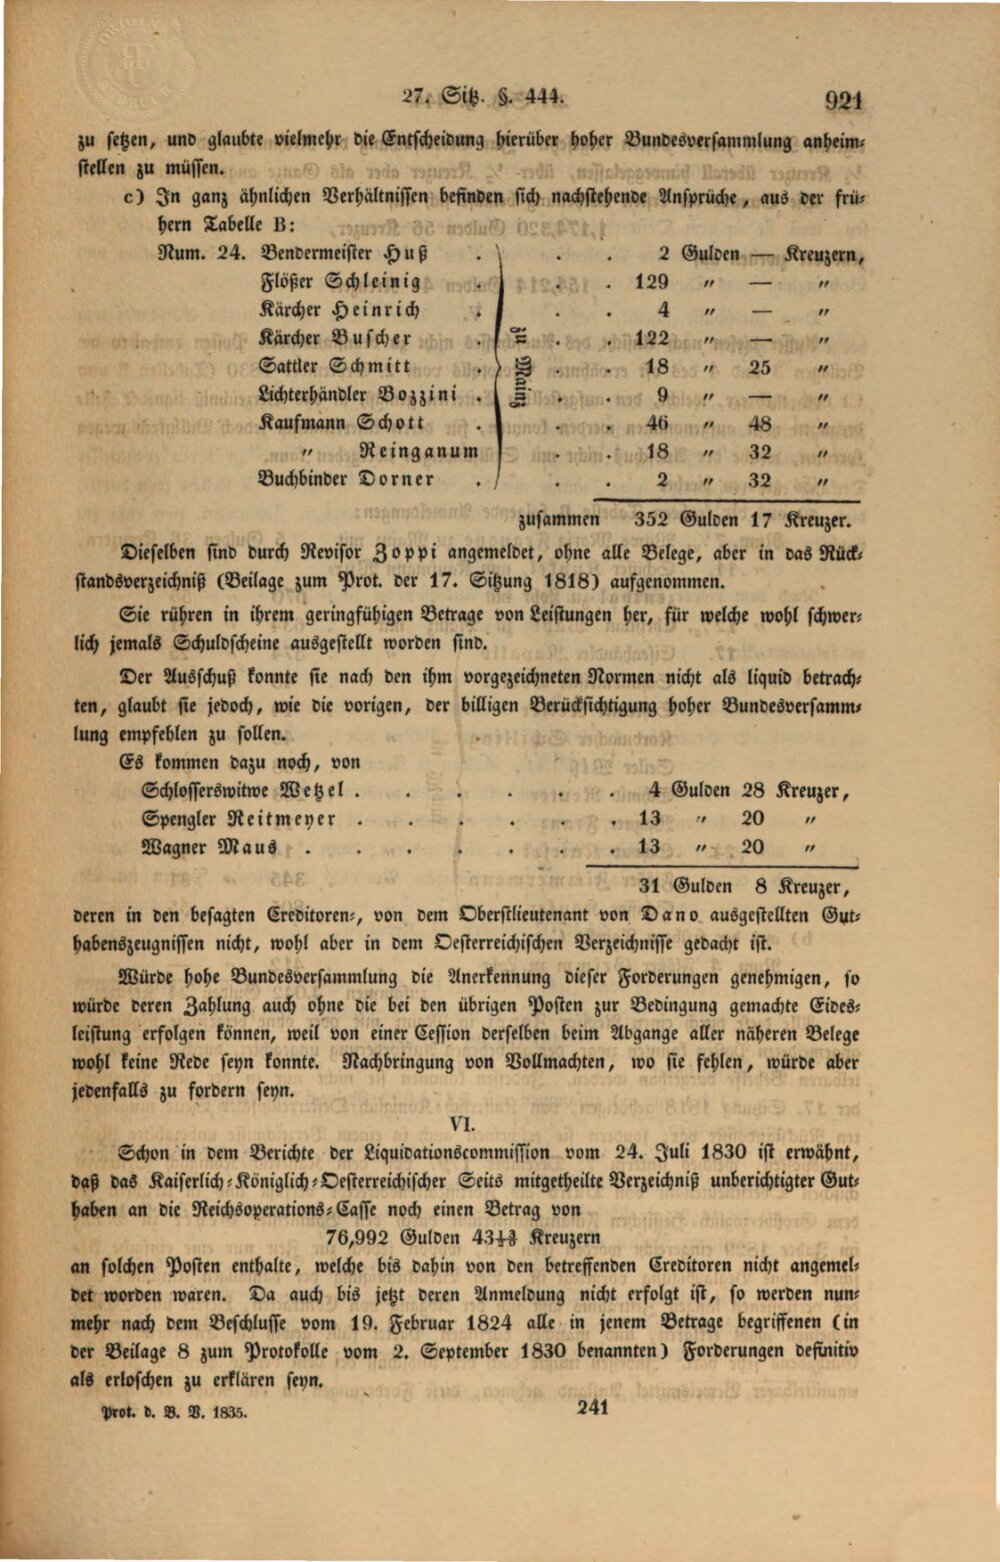 27. Sitz. §. 444.
921
zu setzen, und glaubte vielmehr die Entscheidung hierüber hoher Bundesversammlung anheim-
stellen zu müssen.
c) In ganz ähnlichen Verhältnissen befinden sich nachstehende Ansprüche, aus der frü-
hern Tabelle B:
Num. 24. Bendermeister Huß . . . 2 Gulden — Kreuzern,
Flößer Schleinig . . . 129 „ — „
Kärcher Heinrich . . . 4 „ — „
Kärcher Buscher . . . 122 „ — „
zu Mainz
Sattler Schmitt . . . 18 „ 25 „
Lichterhändler Bozzini . . . 9 „ — „
Kaufmann Schott . . . 46 „ 48 „
„ Reinganum . . 18 „ 32 „
Buchbinder Dorner . . . 2 „ 32 „
zusammen 352 Gulden 17 Kreuzer.
Dieselben sind durch Revisor Zoppi angemeldet, ohne alle Belege, aber in das Rück-
standsverzeichniß (Beilage zum Prot. der 17. Sitzung 1818) aufgenommen.
Sie rühren in ihrem geringfühigen Betrage von Leistungen her, für welche wohl schwer-
lich jemals Schuldscheine ausgestellt worden sind.
Der Ausschuß konnte sie nach den ihm vorgezeichneten Normen nicht als liquid betrach-
ten, glaubt sie jedoch, wie die vorigen, der billigen Berücksichtigung hoher Bundesversamm-
lung empfehlen zu sollen.
Es kommen dazu noch, von
Schlosserswitwe Wetzel . . . . . . 4 Gulden 28 Kreuzer,
Spengler Reitmeyer . . . . . . 13 „ 20 „
Wagner Maus . . . . . . . 13 „ 20 „
31 Gulden 8 Kreuzer,
deren in den besagten Creditoren-, von dem Oberstlieutenant von Dano ausgestellten Gut-
habenszeugnissen nicht, wohl aber in dem Oesterreichischen Verzeichnisse gedacht ist.
Würde hohe Bundesversammlung die Anerkennung dieser Forderungen genehmigen, so
würde deren Zahlung auch ohne die bei den übrigen Posten zur Bedingung gemachte Eides-
leistung erfolgen können, weil von einer Cession derselben beim Abgange aller näheren Belege
wohl keine Rede seyn konnte. Nachbringung von Vollmachten, wo sie fehlen, würde aber
jedenfalls zu fordern seyn.
VI.
Schon in dem Berichte der Liquidationscommission vom 24. Juli 1830 ist erwähnt,
daß das Kaiserlich-Königlich-Oesterreichischer Seits mitgetheilte Verzeichniß unberichtigter Gut-
haben an die Reichsoperations-Casse noch einen Betrag von
76,992 Gulden Kreuzern
an solchen Posten enthalte, welche bis dahin von den betreffenden Creditoren nicht angemel-
det worden waren. Da auch bis jetzt deren Anmeldung nicht erfolgt ist, so werden nun-
mehr nach dem Beschlusse vom 19. Februar 1824 alle in jenem Betrage begriffenen (in
der Beilage 8 zum Protokolle vom 2. September 1830 benannten) Forderungen definitiv
als erloschen zu erklären seyn.
Prot. d. B. V. 1835.
241